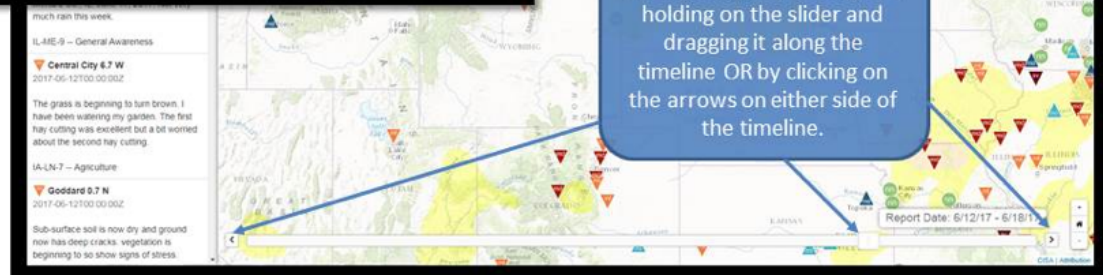 much rain this week.
IL-ME-9 -- General Awareness
Central City 6.7 W
2017-06-12T00:00:00Z
The grass is beginning to turn brown. I
have been watering my garden. The first
hay cutting was excellent but a bit worried
about the second hay cutting.
IA-LN-7 -- Agriculture
Goddard 0.7 N
2017-06-12T00:00:00Z
Sub-surface soil is now dry and ground
now has deep cracks. vegetation is
beginning to so show signs of stress.
holding on the slider and
dragging it along the
timeline OR by clicking on
the arrows on either side of
the timeline.
WYOMING
NEVADA
UTAH
GREAT
COLORADO
KANSAS
Topeka
Kansas
ILLINOIS
Springfield
Report Date: 6/12/17 - 6/18/17